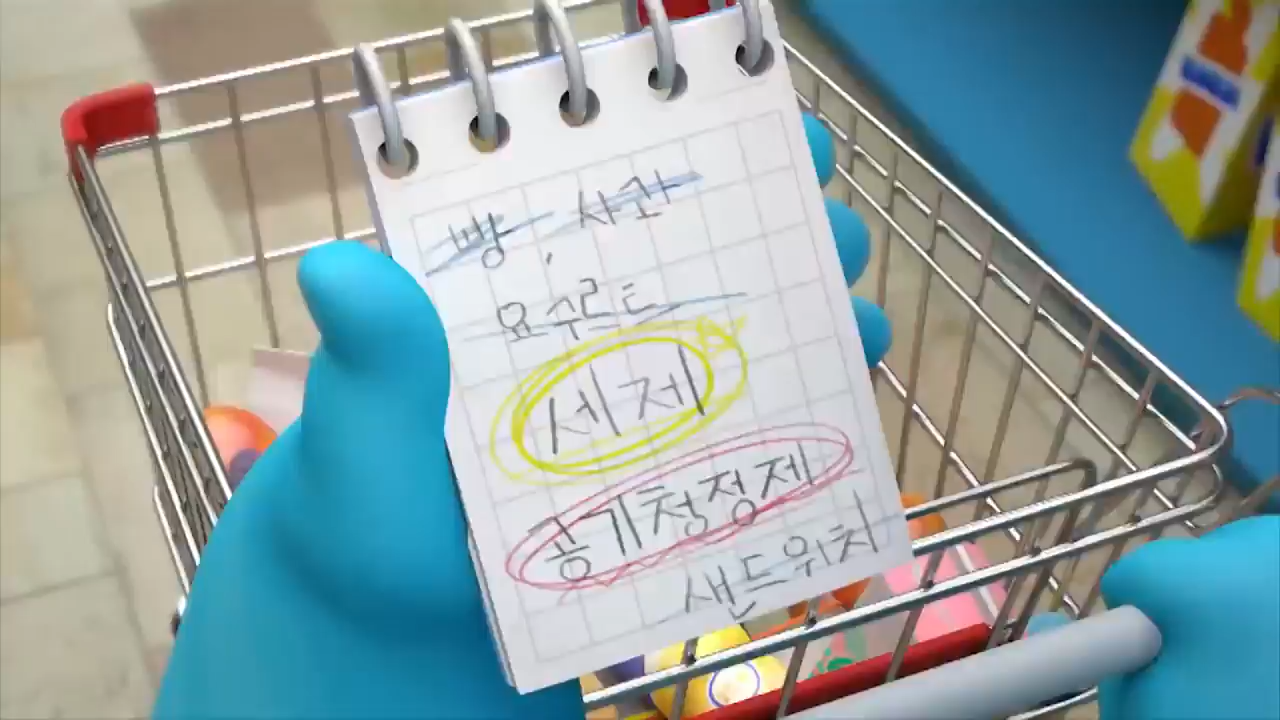 빵, 사과
요구르트
세제
공기청정제
샌드위치